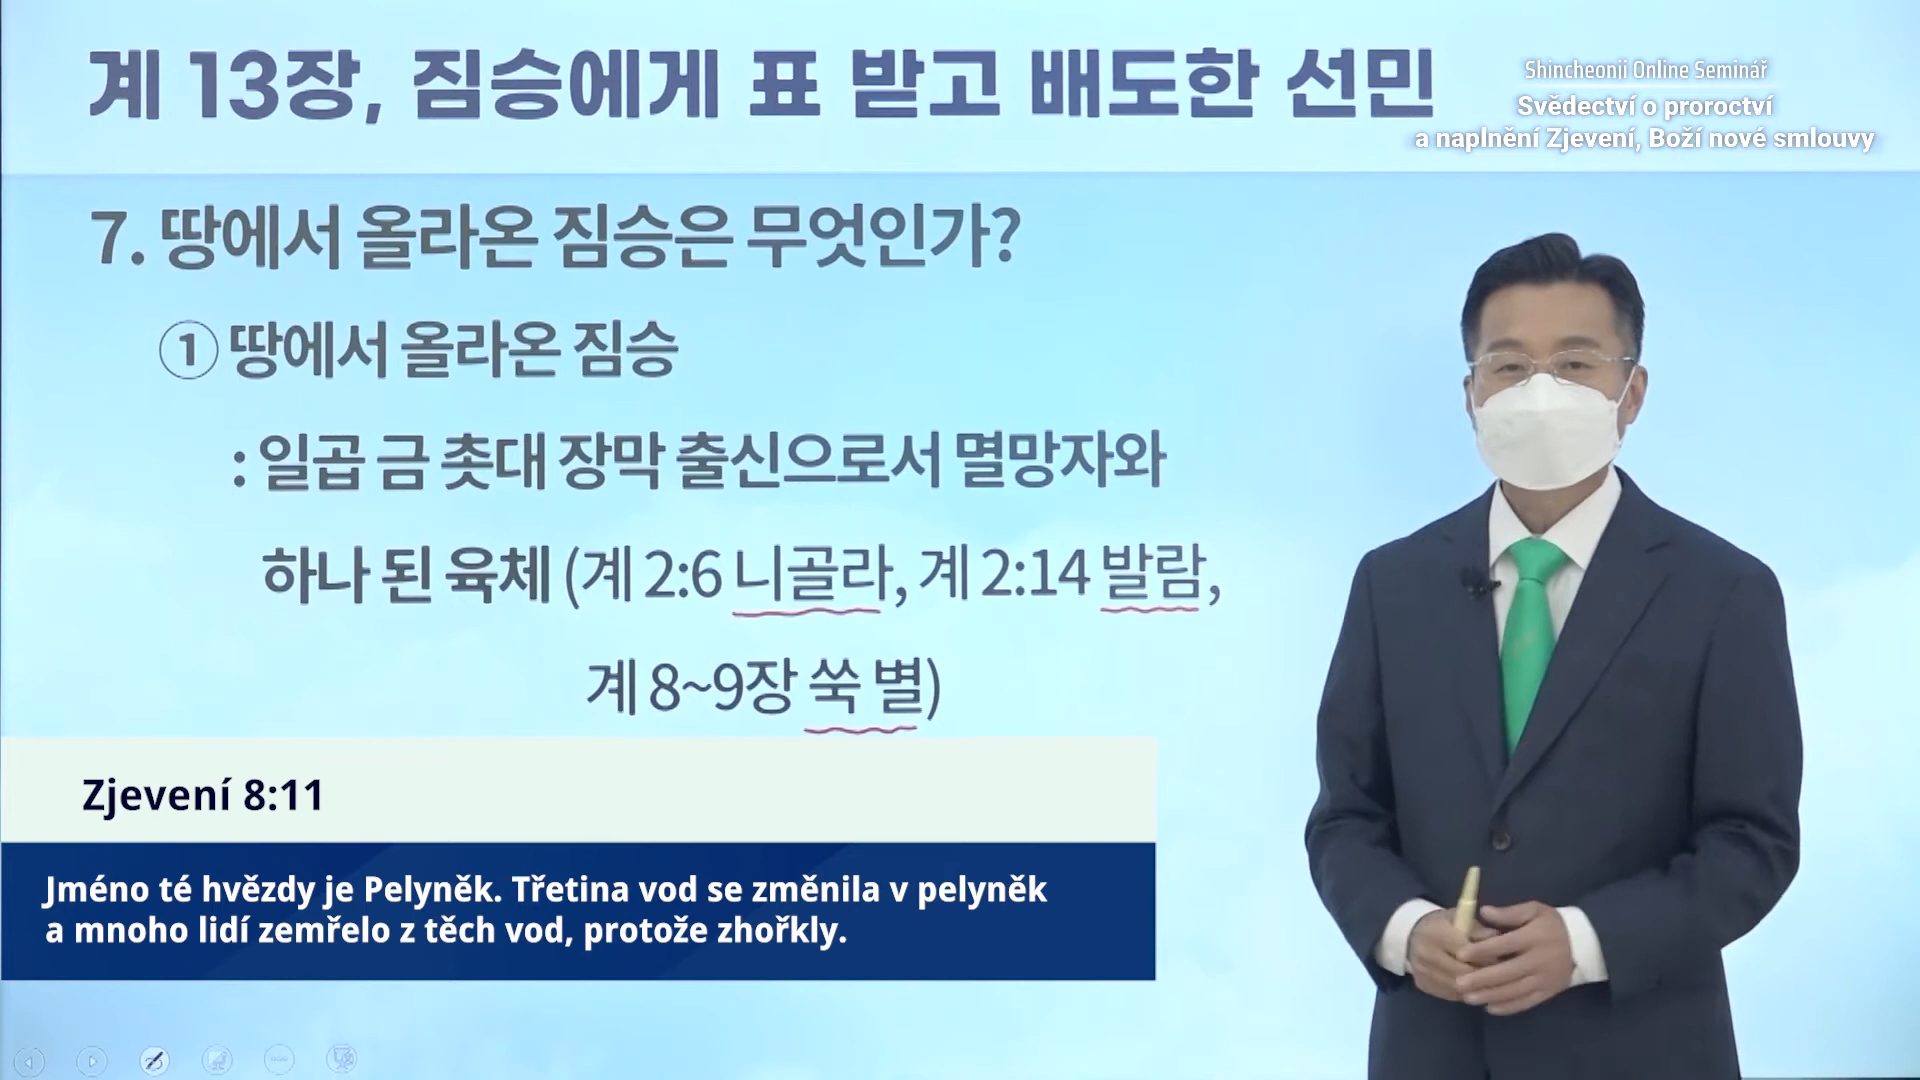 계 13장, 짐승에게 표 받고 배도한 선민
Shincheonji Online Seminář
Svědectví o proroctví
a naplnění Zjevení, Boží nové smlouvy
7. 땅에서 올라온 짐승은 무엇인가?
① 땅에서 올라온 짐승
: 일곱 금 촛대 장막 출신으로서 멸망자와
하나 된 육체 (계 2:6 니골라, 계 2:14 발람,
계 8~9장 쑥 별)
Zjevení 8:11
Jméno té hvězdy je Pelyněk. Třetina vod se změnila v pelyněk
a mnoho lidí zemřelo z těch vod, protože zhořkly.